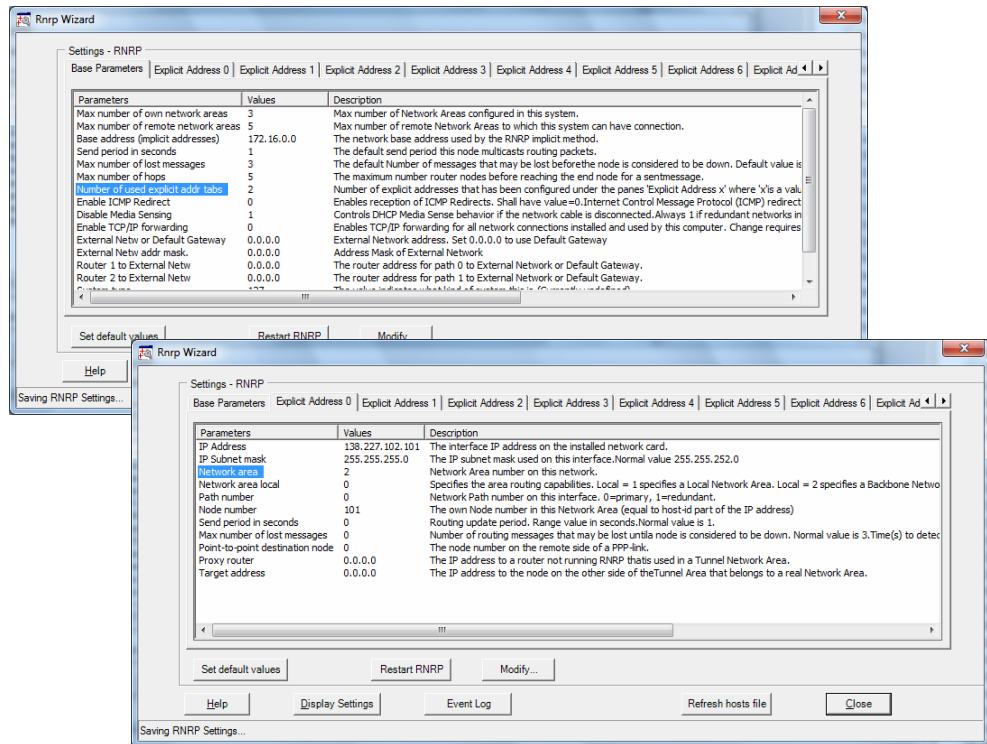 Rnrp Wizard
Settings - RNRP
Base Parameters Explicit Address 0 Explicit Address 1 Explicit Address 2 Explicit Address 3 Explicit Address 4 Explicit Address 5 Explicit Address 6 Explicit Ad
Parameters Values Description
Max number of own network areas 3 Max number of Network Areas configured in this system.
Max number of remote network areas 5 Max number of remote Network Areas to which this system can have connection.
Base address (implicit addresses) 172.16.0.0 The network base address used by the RNRP implicit method.
Send period in seconds 1 The default send period this node multicasts routing packets.
Max number of lost messages 3 The default Number of messages that may be lost beforethe node is considered to be down. Default value is
Max number of hops 5 The maximum number router nodes before reaching the end node for a sentmessage.
Number of used explicit addr tabs 2 Number of explicit addresses that has been configured under the panes 'Explicit Address x' where 'x'is a valu
Enable ICMP Redirect 0 Enables reception of ICMP Redirects. Shall have value=0.Internet Control Message Protocol (ICMP) redirect
Disable Media Sensing 1 Controls DHCP Media Sense behavior if the network cable is disconnected.Always 1 if redundant networks in
Enable TCP/IP forwarding 0 Enables TCP/IP forwarding for all network connections installed and used by this computer. Change requires
External Netw or Default Gateway 0.0.0.0 External Network address. Set 0.0.0.0 to use Default Gateway
External Netw addr mask. 0.0.0.0 Address Mask of External Network
Router 1 to External Netw 0.0.0.0 The router address for path 0 to External Network or Default Gateway.
Router 2 to External Netw 0.0.0.0 The router address for path 1 to External Network or Default Gateway.
System type 127 The value indicates what kind of system this is (Currently undefined)
Set default values Restart RNRP Modify
Help
Saving RNRP Settings...
Rnrp Wizard
Settings - RNRP
Base Parameters Explicit Address 0 Explicit Address 1 Explicit Address 2 Explicit Address 3 Explicit Address 4 Explicit Address 5 Explicit Address 6 Explicit Ad
Parameters Values Description
IP Address 138.227.102.101 The interface IP address on the installed network card.
IP Subnet mask 255.255.255.0 The IP subnet mask used on this interface.Normal value 255.255.252.0
Network area 2 Network Area number on this network.
Network area local 0 Specifies the area routing capabilities. Local = 1 specifies a Local Network Area. Local = 2 specifies a Backbone Netwo
Path number 0 Network Path number on this interface. 0=primary, 1=redundant.
Node number 101 The own Node number in this Network Area (equal to host-id part of the IP address)
Send period in seconds 0 Routing update period. Range value in seconds.Normal value is 1.
Max number of lost messages 0 Number of routing messages that may be lost untila node is considered to be down. Normal value is 3.Time(s) to detec
Point-to-point destination node 0 The node number on the remote side of a PPP-link.
Proxy router 0.0.0.0 The IP address to a router not running RNRP thatis used in a Tunnel Network Area.
Target address 0.0.0.0 The IP address to the node on the other side of theTunnel Area that belongs to a real Network Area.
Set default values Restart RNRP Modify...
Help Display Settings Event Log Refresh hosts file Close
Saving RNRP Settings...